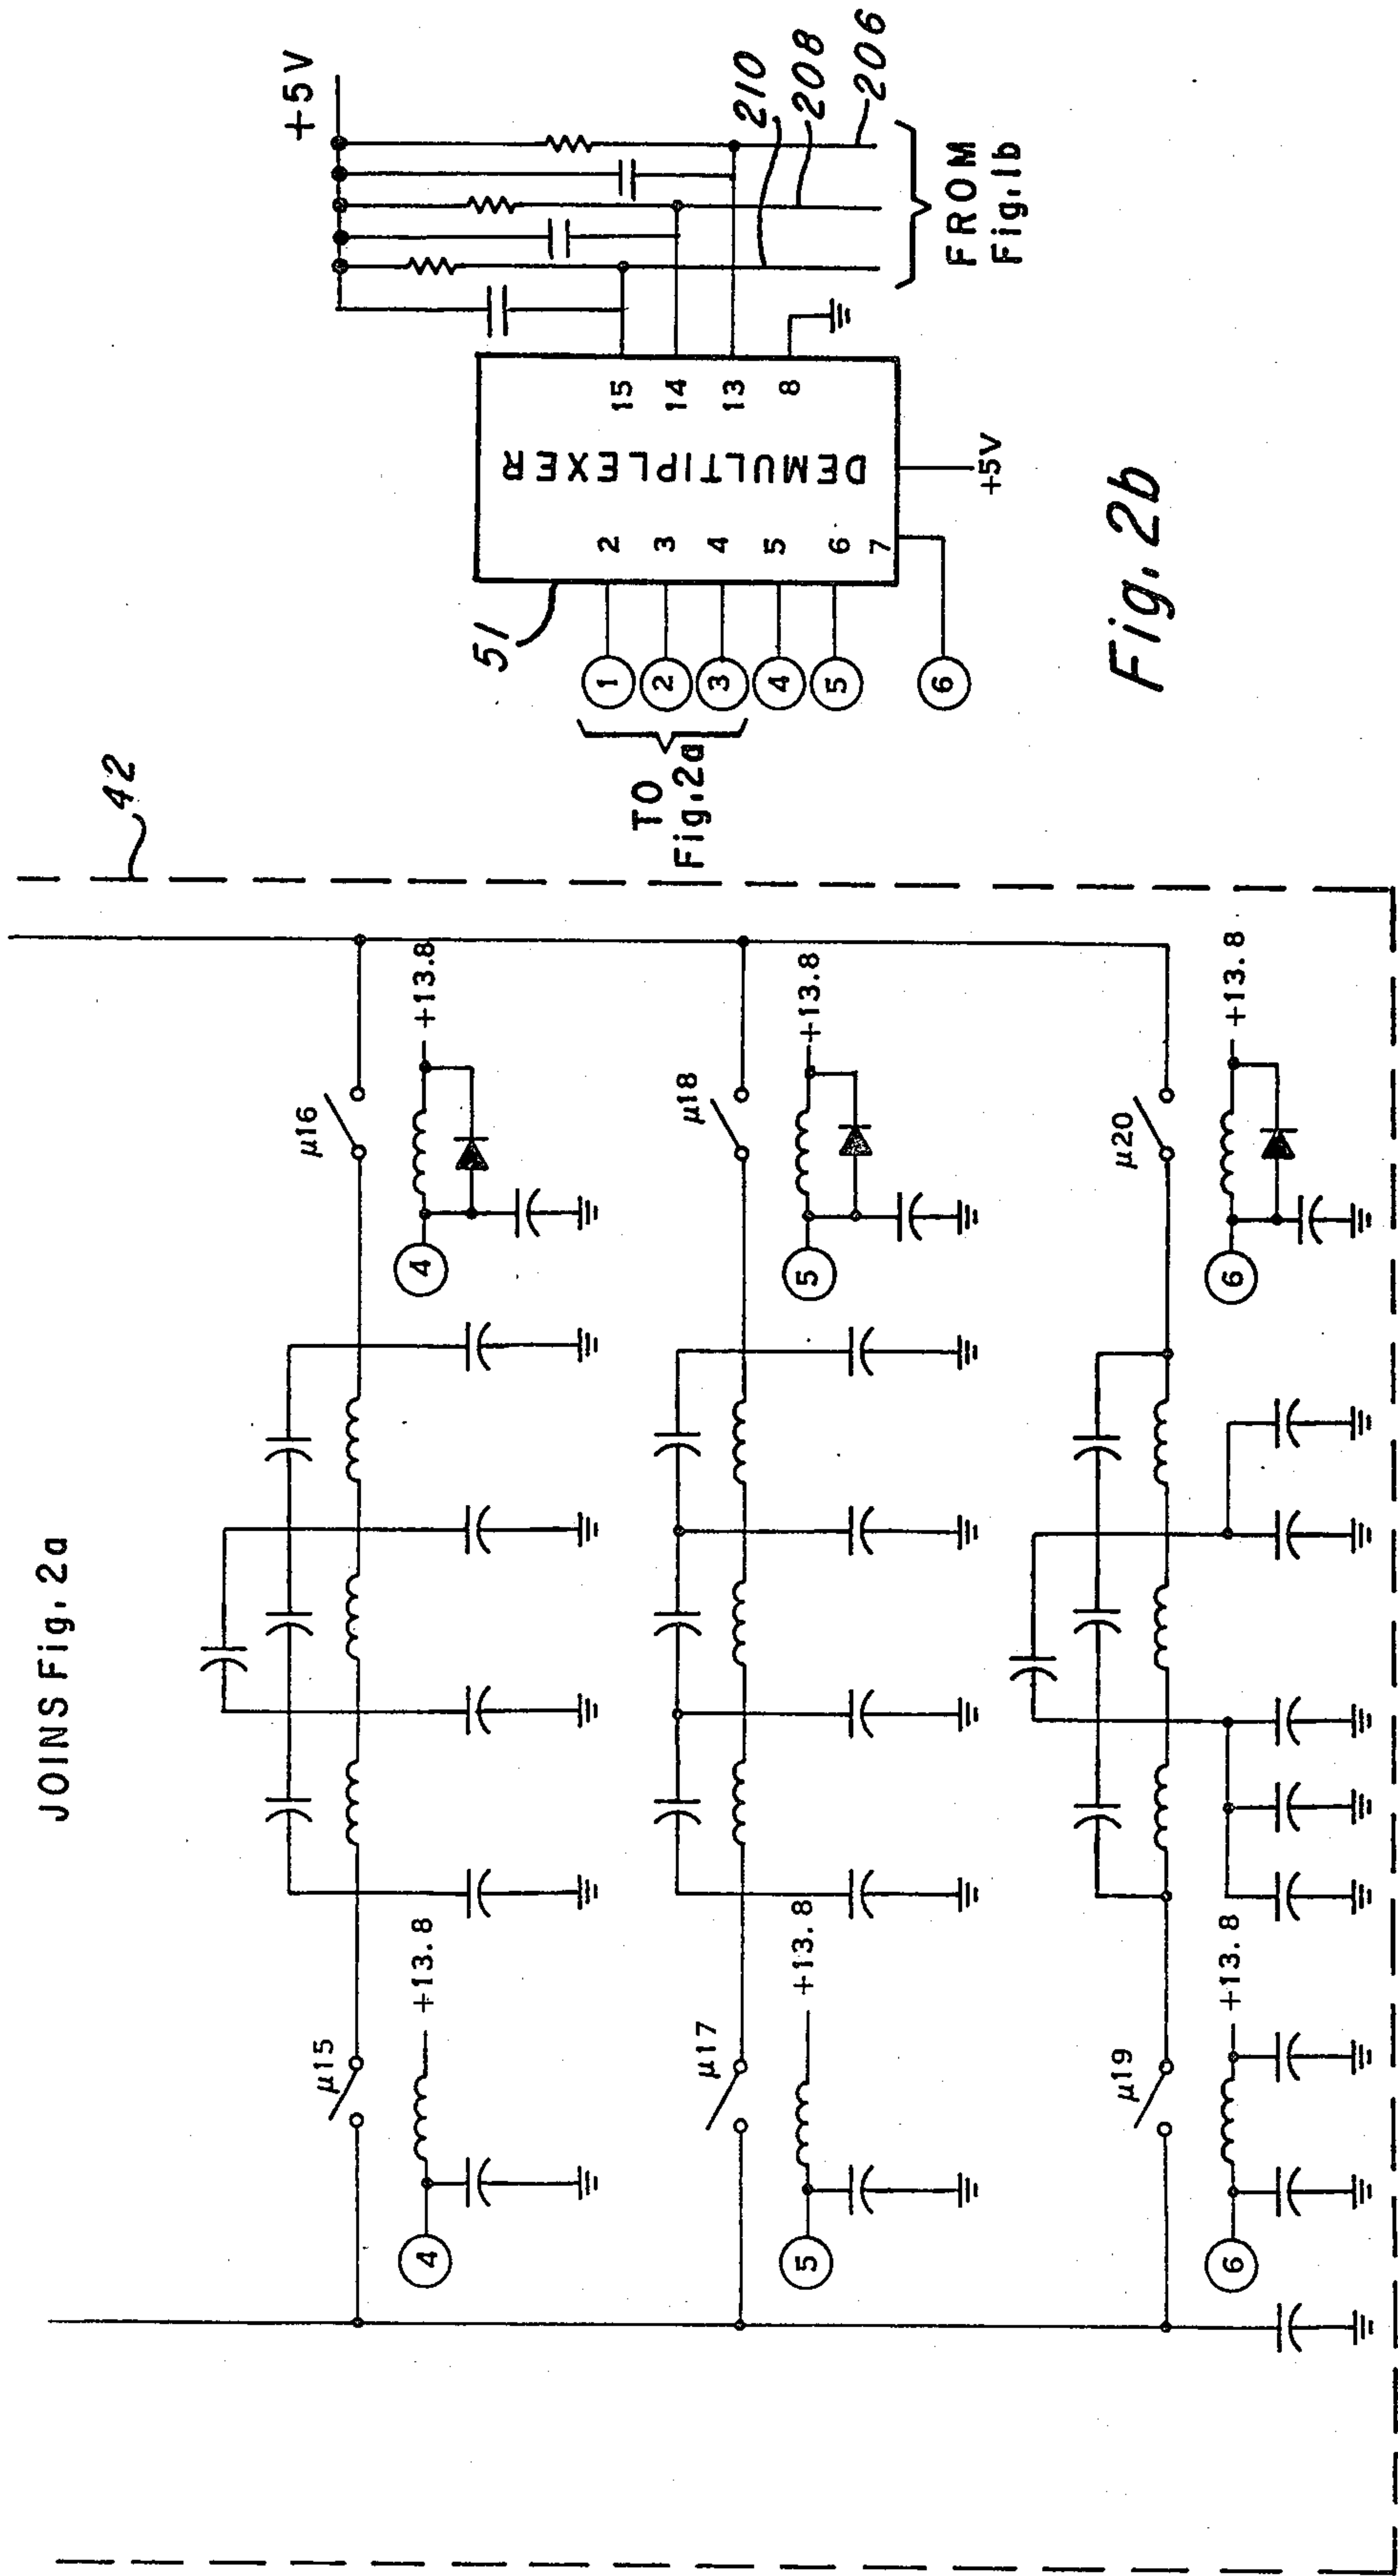 JOINS Fig. 2a
42
μ15
μ16
4
+13.8
4
+13.8
μ17
μ18
5
+13.8
5
+13.8
μ19
μ20
6
+13.8
6
+13.8
TO
Fig. 2a
1
2
3
4
5
6
51
DEMULTIPLEXER
2
3
4
5
6
7
15
14
13
8
+5V
+5V
210
208
206
FROM
Fig. 1b
Fig. 2b